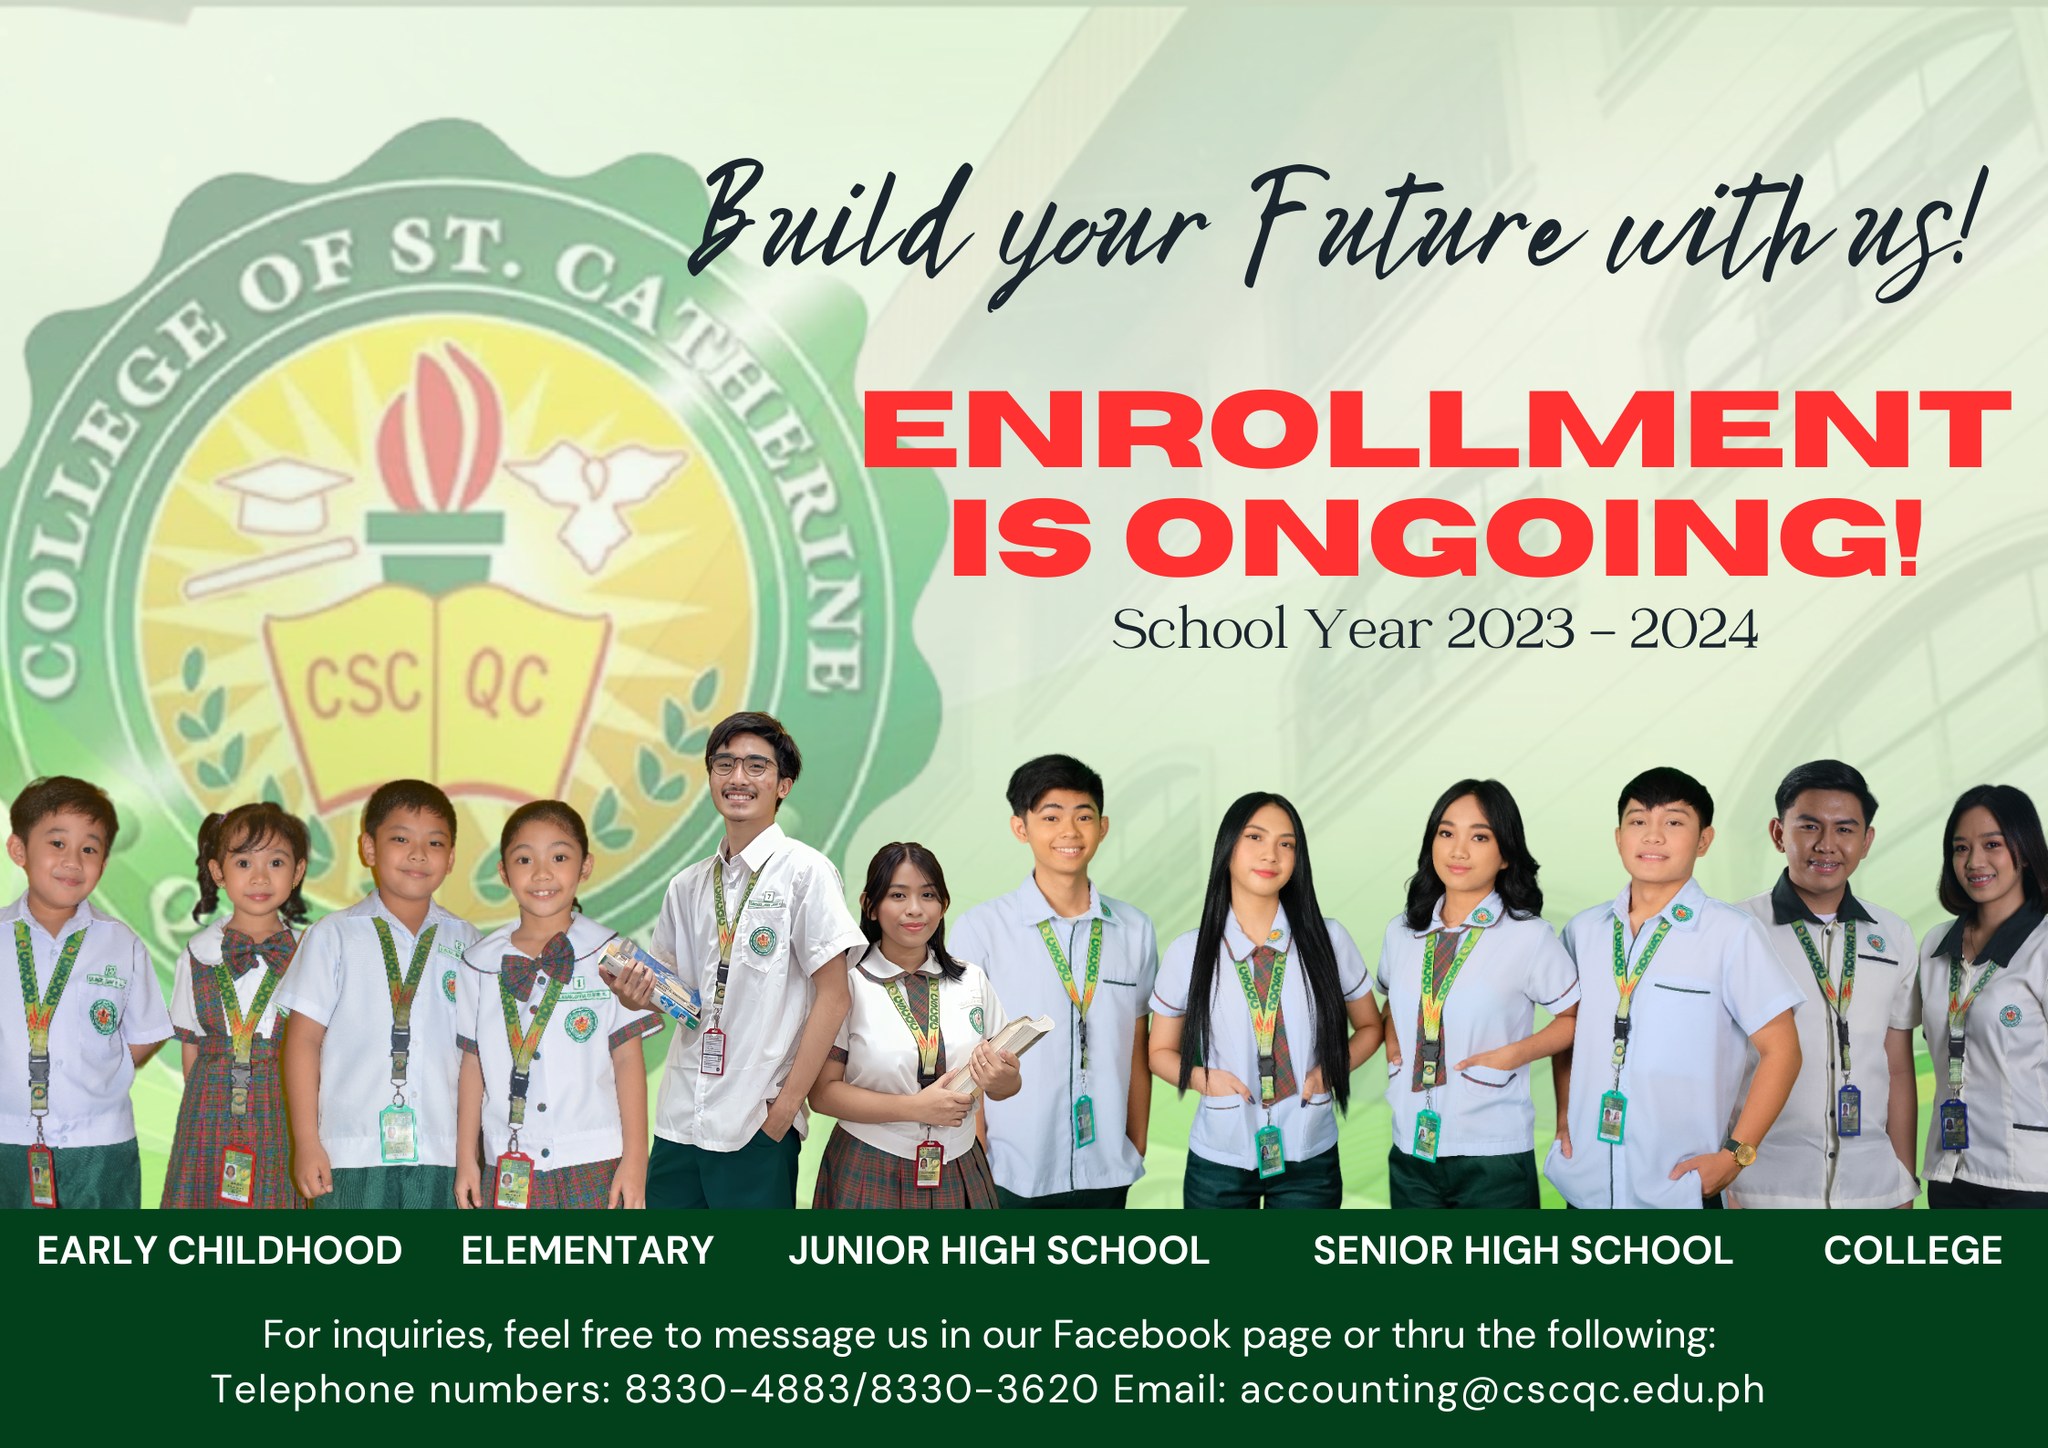 COLLEGE OF ST. CATHERINE
CSC QC
Build your Future with us!
ENROLLMENT
IS ONGOING!
School Year 2023 – 2024
EARLY CHILDHOOD ELEMENTARY JUNIOR HIGH SCHOOL SENIOR HIGH SCHOOL COLLEGE
For inquiries, feel free to message us in our Facebook page or thru the following:
Telephone numbers: 8330-4883/8330-3620 Email: accounting@cscqc.edu.ph